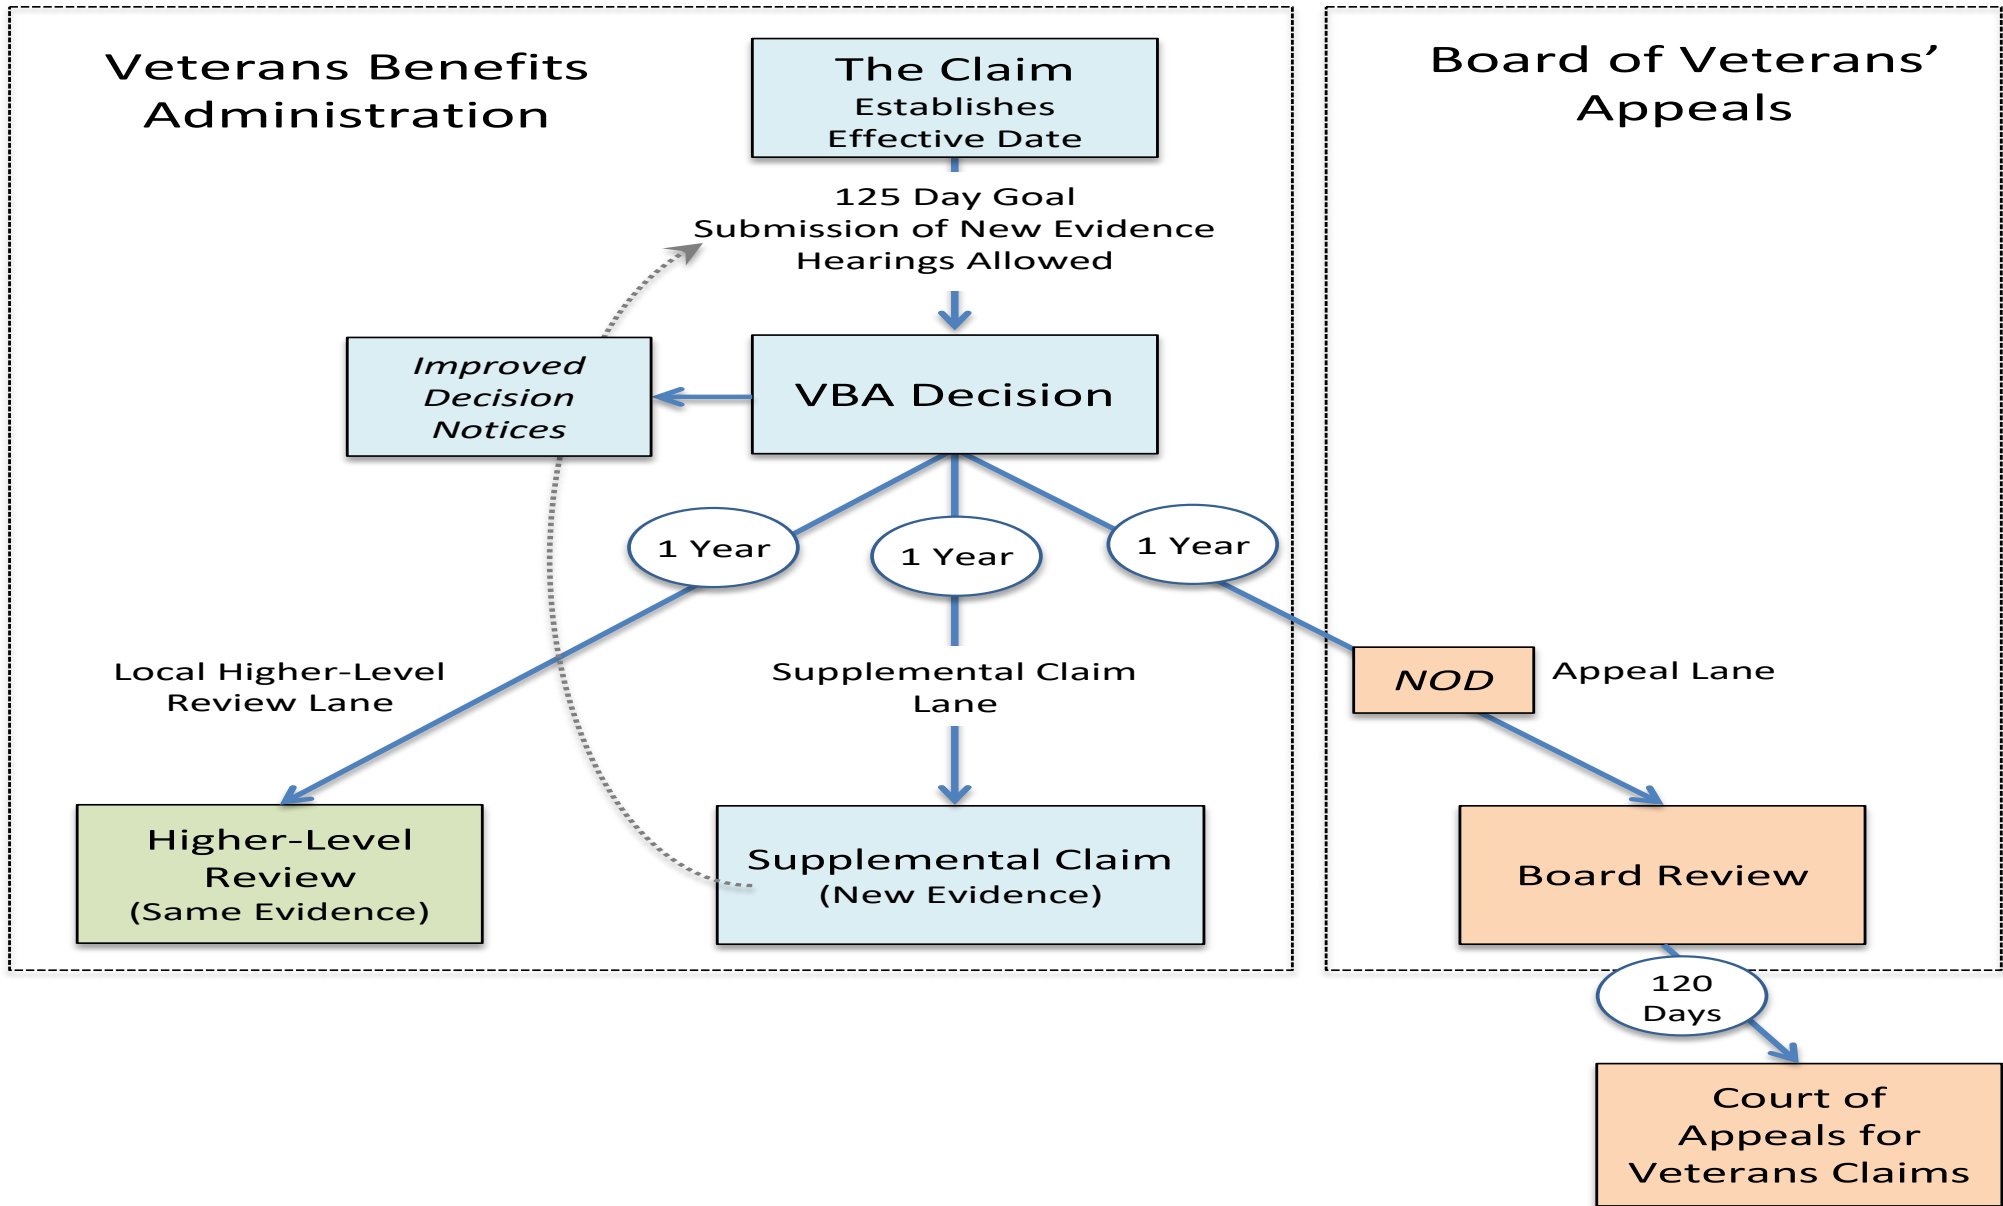 Veterans Benefits
Administration
The Claim
Establishes
Effective Date
Board of Veterans’
Appeals
125 Day Goal
Submission of New Evidence
Hearings Allowed
Improved
Decision
Notices
VBA Decision
1 Year
1 Year
1 Year
Local Higher-Level
Review Lane
Supplemental Claim
Lane
NOD
Appeal Lane
Higher-Level
Review
(Same Evidence)
Supplemental Claim
(New Evidence)
Board Review
120
Days
Court of
Appeals for
Veterans Claims